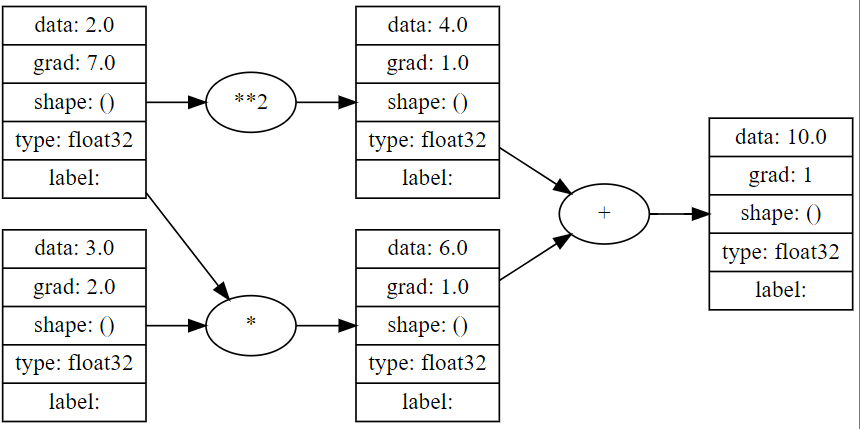 data: 2.0
grad: 7.0
shape: ()
type: float32
label:
**2
data: 4.0
grad: 1.0
shape: ()
type: float32
label:
data: 3.0
grad: 2.0
shape: ()
type: float32
label:
*
data: 6.0
grad: 1.0
shape: ()
type: float32
label:
+
data: 10.0
grad: 1
shape: ()
type: float32
label: